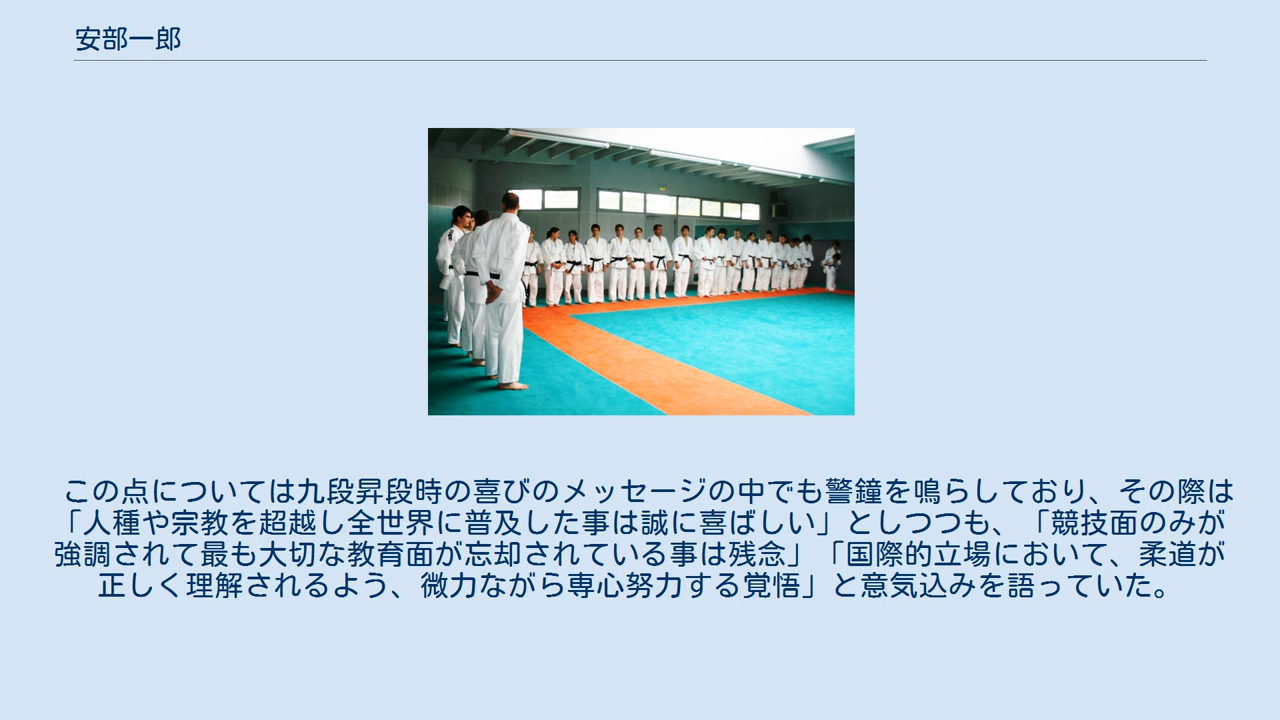 安部一郎
この点については九段昇段時の喜びのメッセージの中でも警鐘を鳴らしており、その際は
「人種や宗教を超越し全世界に普及した事は誠に喜ばしい」としつつも、「競技面のみが
強調されて最も大切な教育面が忘却されている事は残念」「国際的立場において、柔道が
正しく理解されるよう、微力ながら専心努力する覚悟」と意気込みを語っていた。